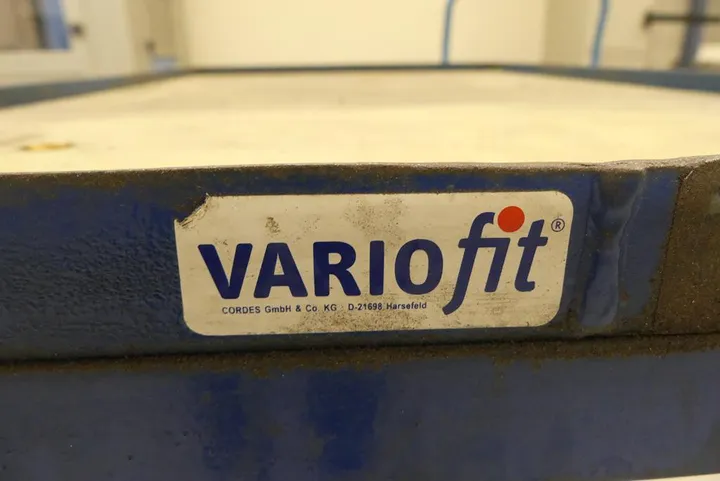 VARIOfit®
CORDES GmbH & Co KG · D-21698 Harsefeld